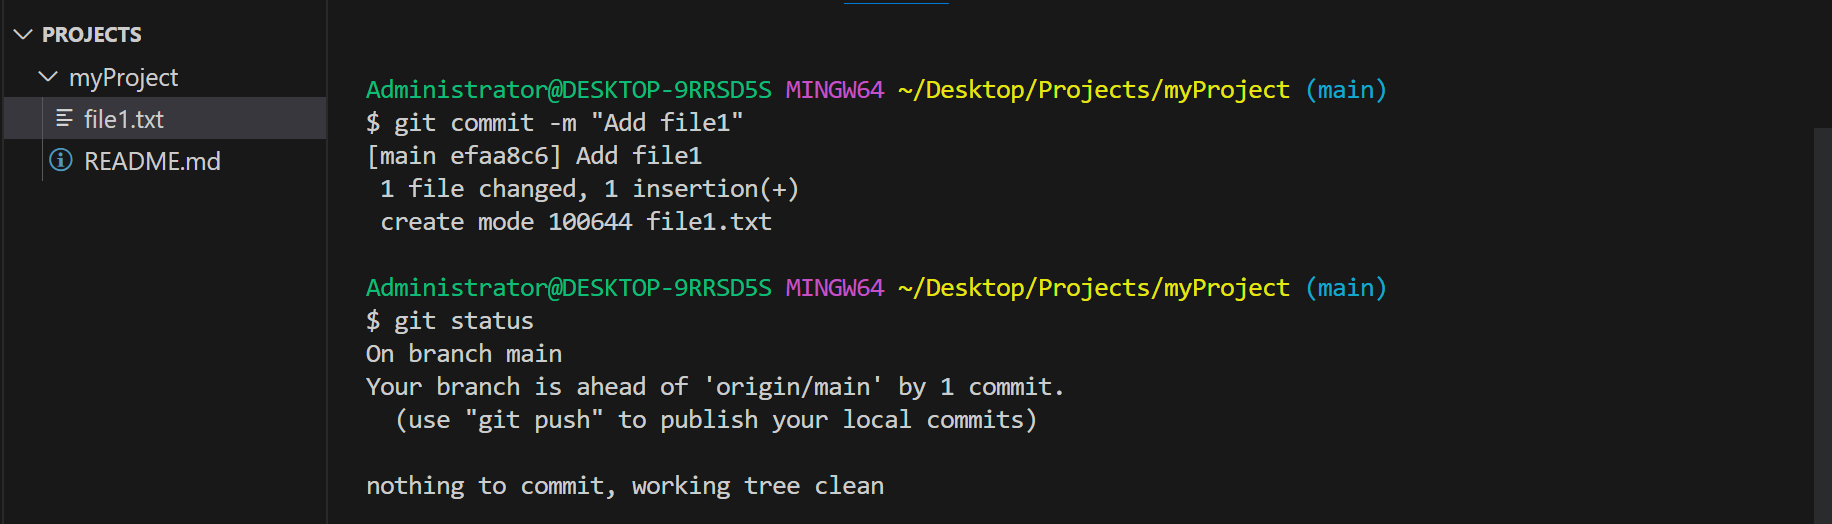 PROJECTS
myProject
file1.txt
README.md
Administrator@DESKTOP-9RRSD5S MINGW64 ~/Desktop/Projects/myProject (main)
$ git commit -m "Add file1"
[main efaa8c6] Add file1
 1 file changed, 1 insertion(+)
 create mode 100644 file1.txt
Administrator@DESKTOP-9RRSD5S MINGW64 ~/Desktop/Projects/myProject (main)
$ git status
On branch main
Your branch is ahead of 'origin/main' by 1 commit.
  (use "git push" to publish your local commits)
nothing to commit, working tree clean